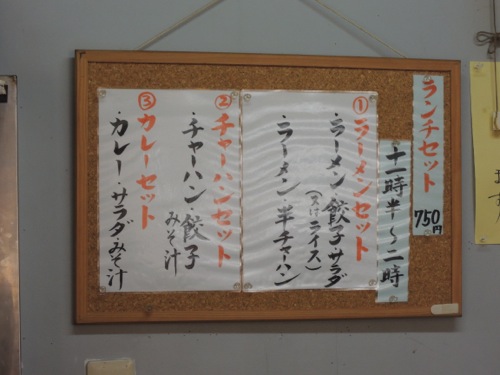 ランチセット
750円
十一時半〜二時
①ラーメンセット
・ラーメン・餃子・サラダ
(又はライス)
・ラーメン・半チャーハン
②チャーハンセット
・チャーハン・餃子
みそ汁
③カレーセット
・カレー・サラダ・みそ汁